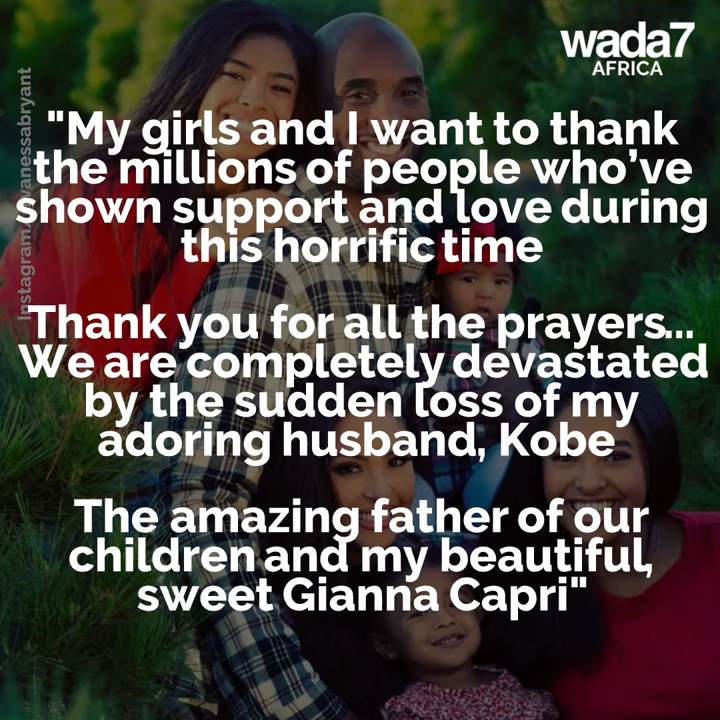 wada7
AFRICA
Instagram/vanessabryant
"My girls and I want to thank
the millions of people who’ve
shown support and love during
this horrific time
Thank you for all the prayers...
We are completely devastated
by the sudden loss of my
adoring husband, Kobe
The amazing father of our
children and my beautiful,
sweet Gianna Capri"